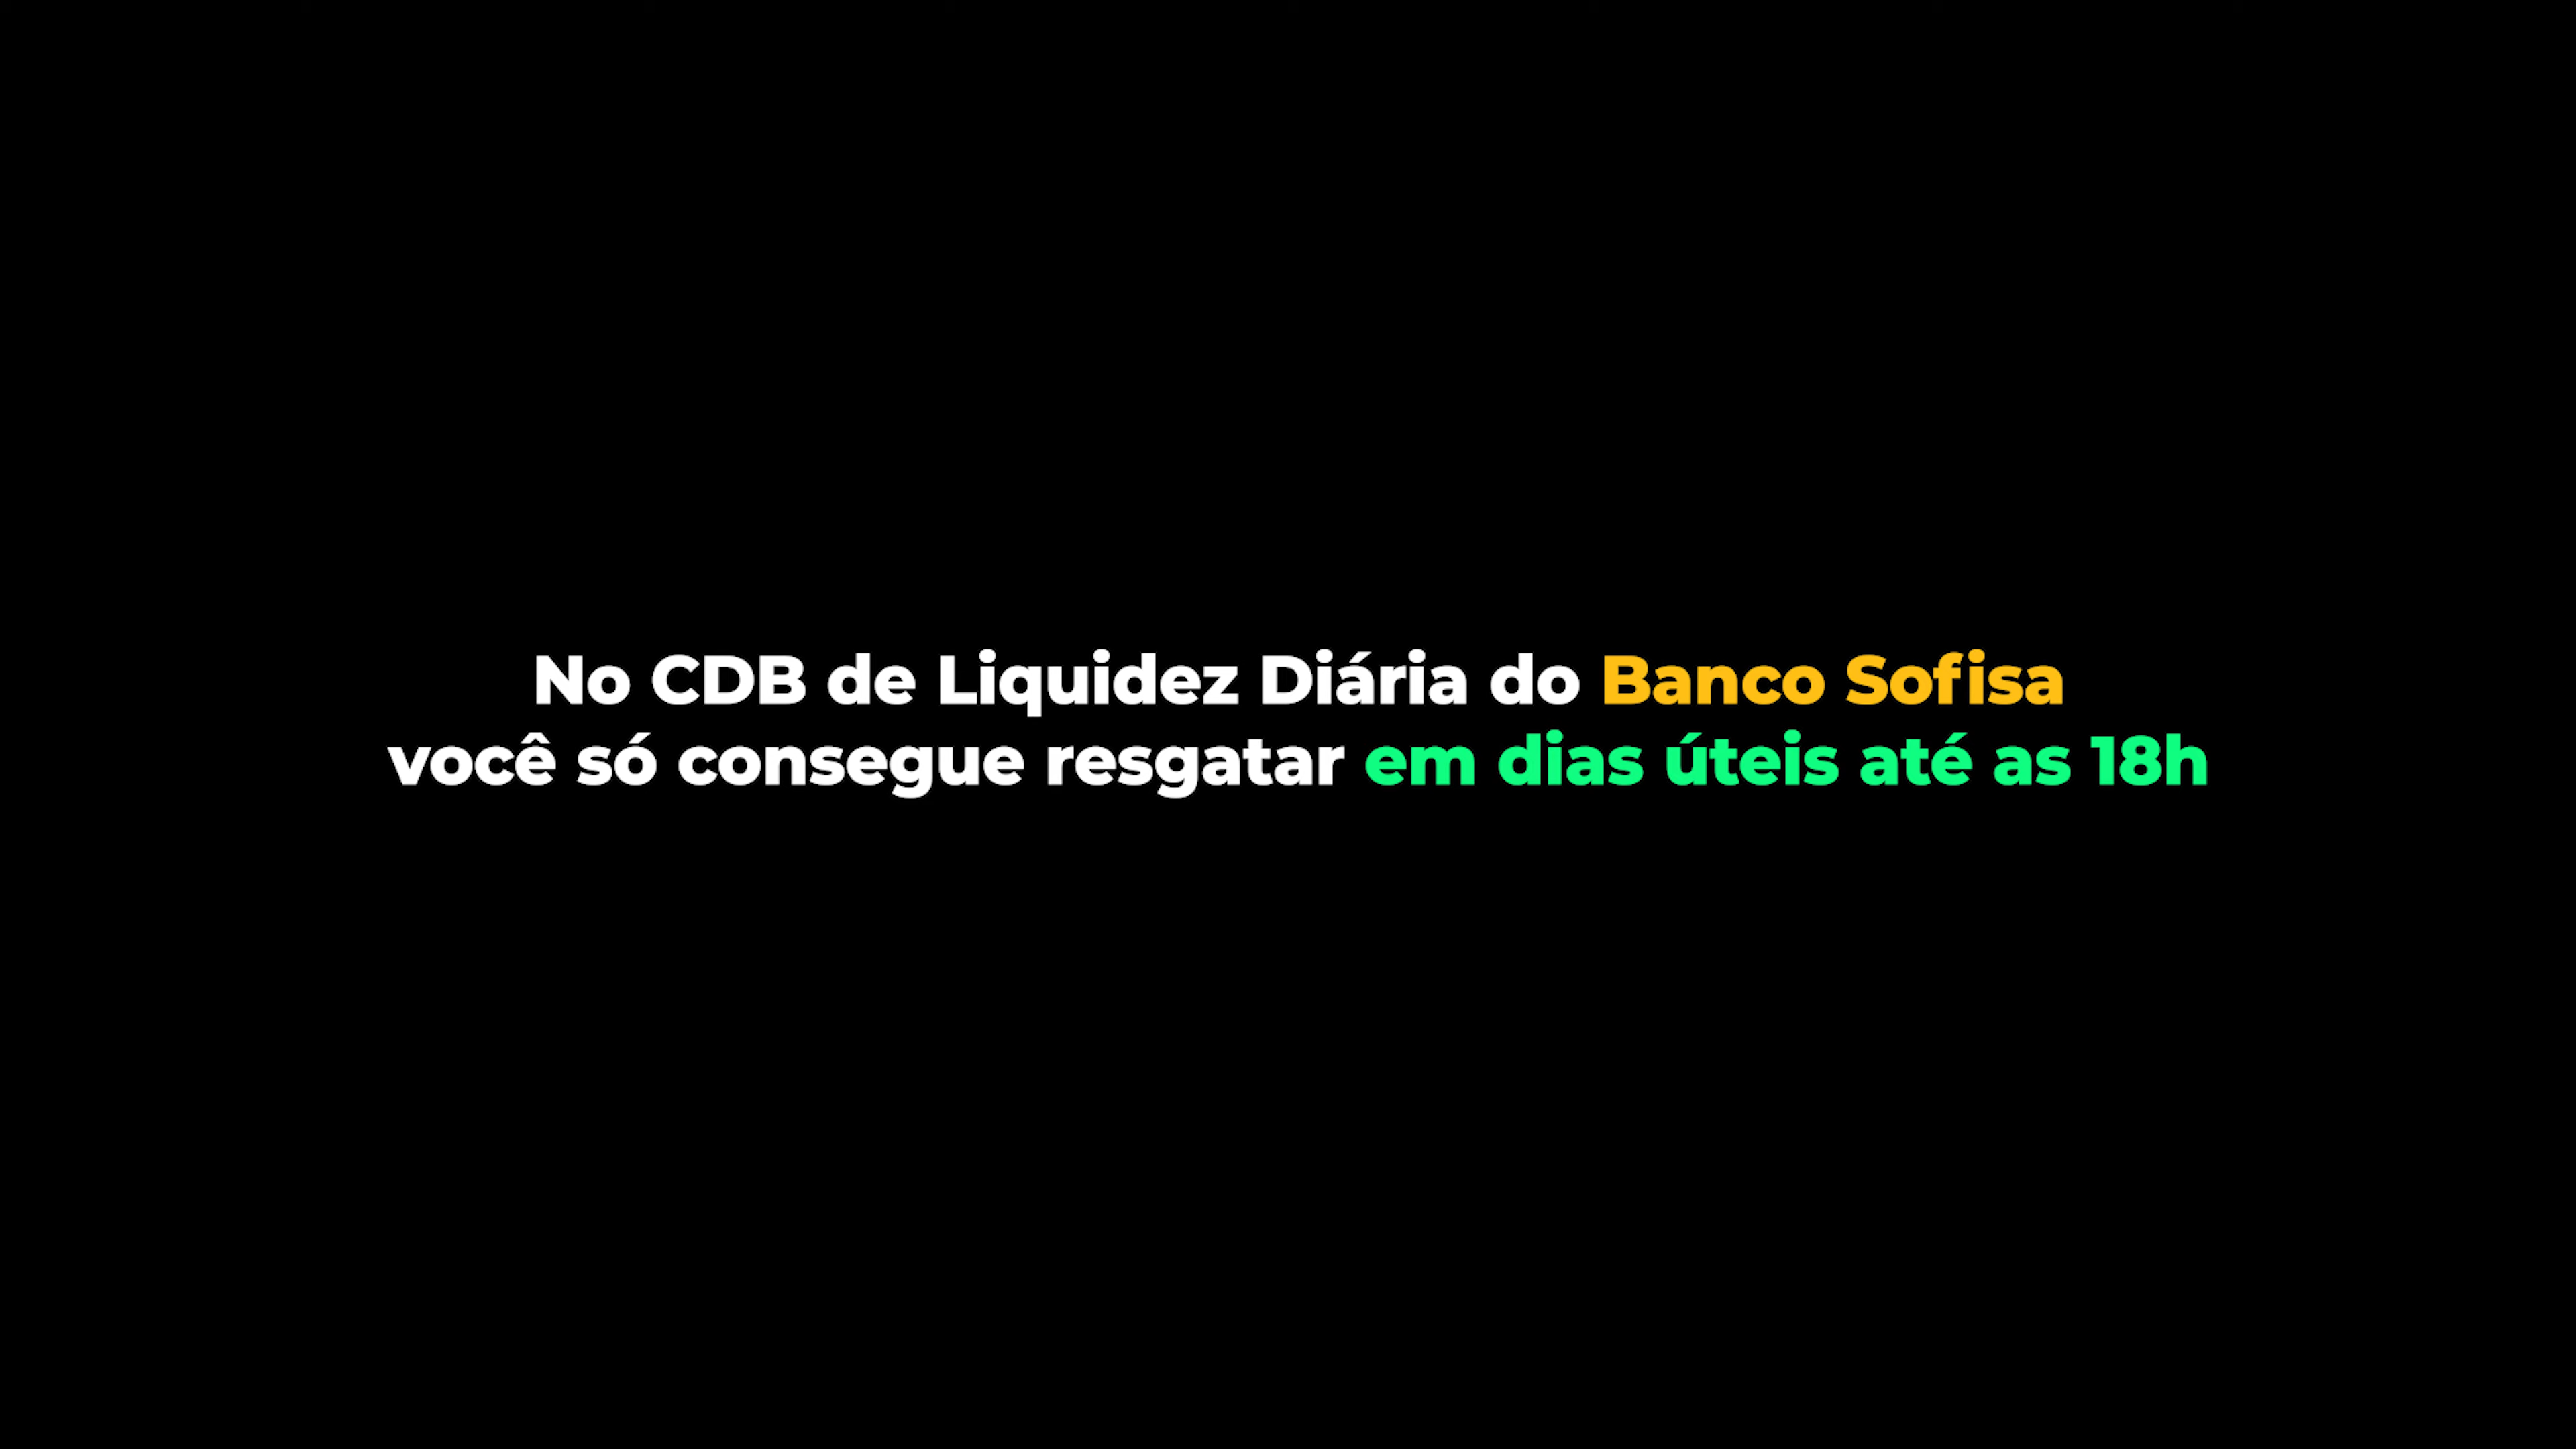 No CDB de Liquidez Diária do Banco Sofisa
você só consegue resgatar em dias úteis até as 18h